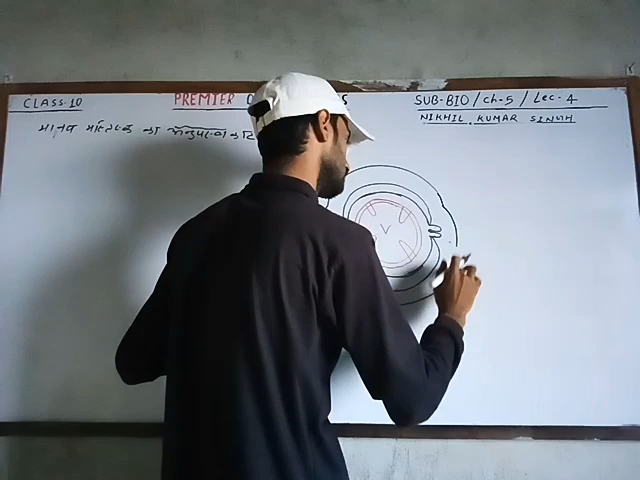 CLASS-10
PREMIER
SUB-BIO/Ch-5/Lec-4
NIKHIL KUMAR SINGH
मानव मस्तिष्क का
V